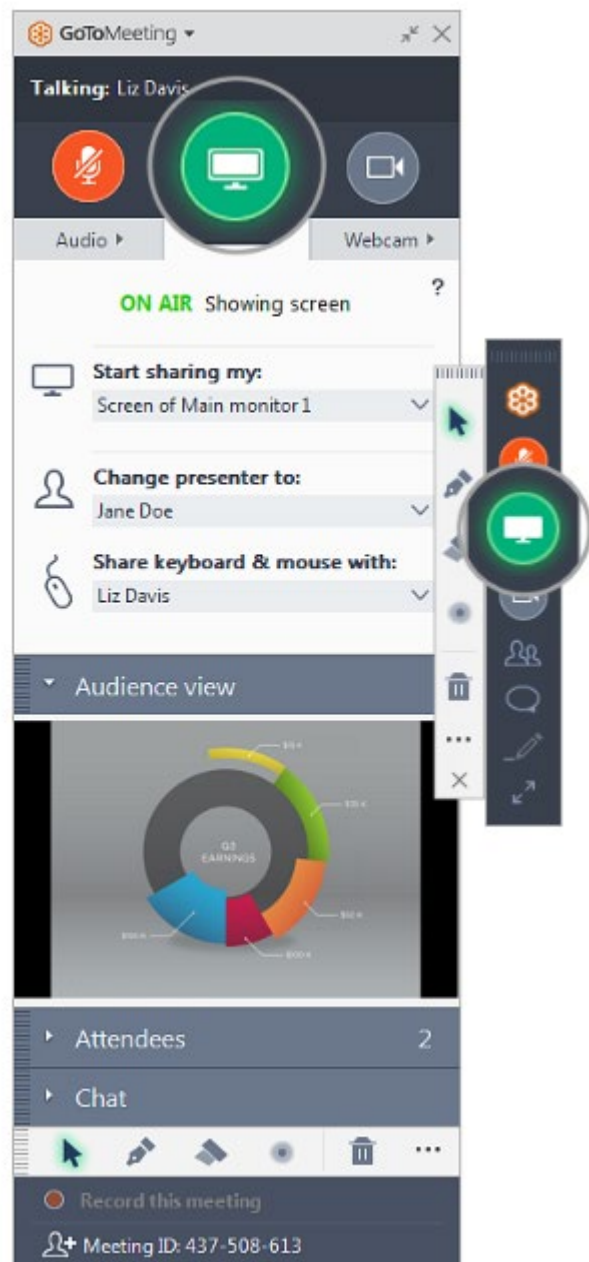 GoToMeeting
Talking: Liz Davis
Audio
Webcam
ON AIR Showing screen
?
Start sharing my:
Screen of Main monitor 1
Change presenter to:
Jane Doe
Share keyboard & mouse with:
Liz Davis
Audience view
Q3
EARNINGS
Attendees 2
Chat
Record this meeting
Meeting ID: 437-508-613